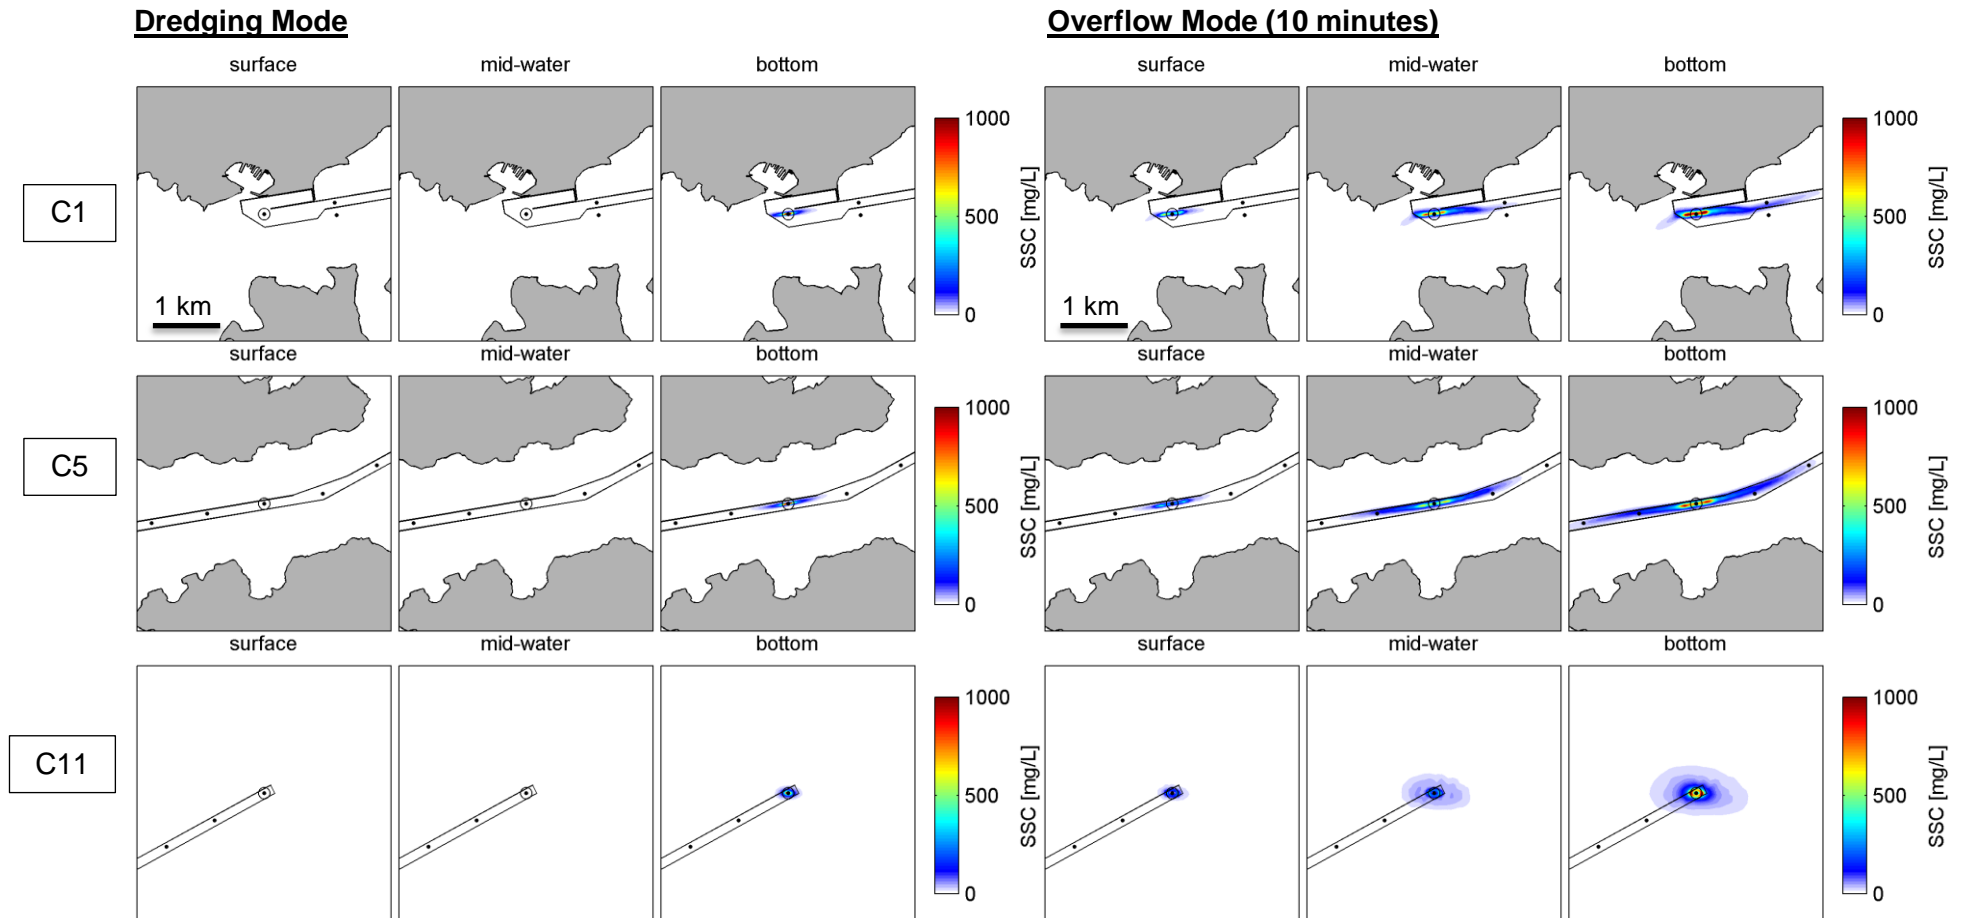 Dredging Mode
Overflow Mode (10 minutes)
surface
mid-water
bottom
surface
mid-water
bottom
C1
1 km
1000
500
0
SSC [mg/L]
1 km
1000
500
0
SSC [mg/L]
surface
mid-water
bottom
surface
mid-water
bottom
C5
1000
500
0
SSC [mg/L]
1000
500
0
SSC [mg/L]
surface
mid-water
bottom
surface
mid-water
bottom
C11
1000
500
0
SSC [mg/L]
1000
500
0
SSC [mg/L]